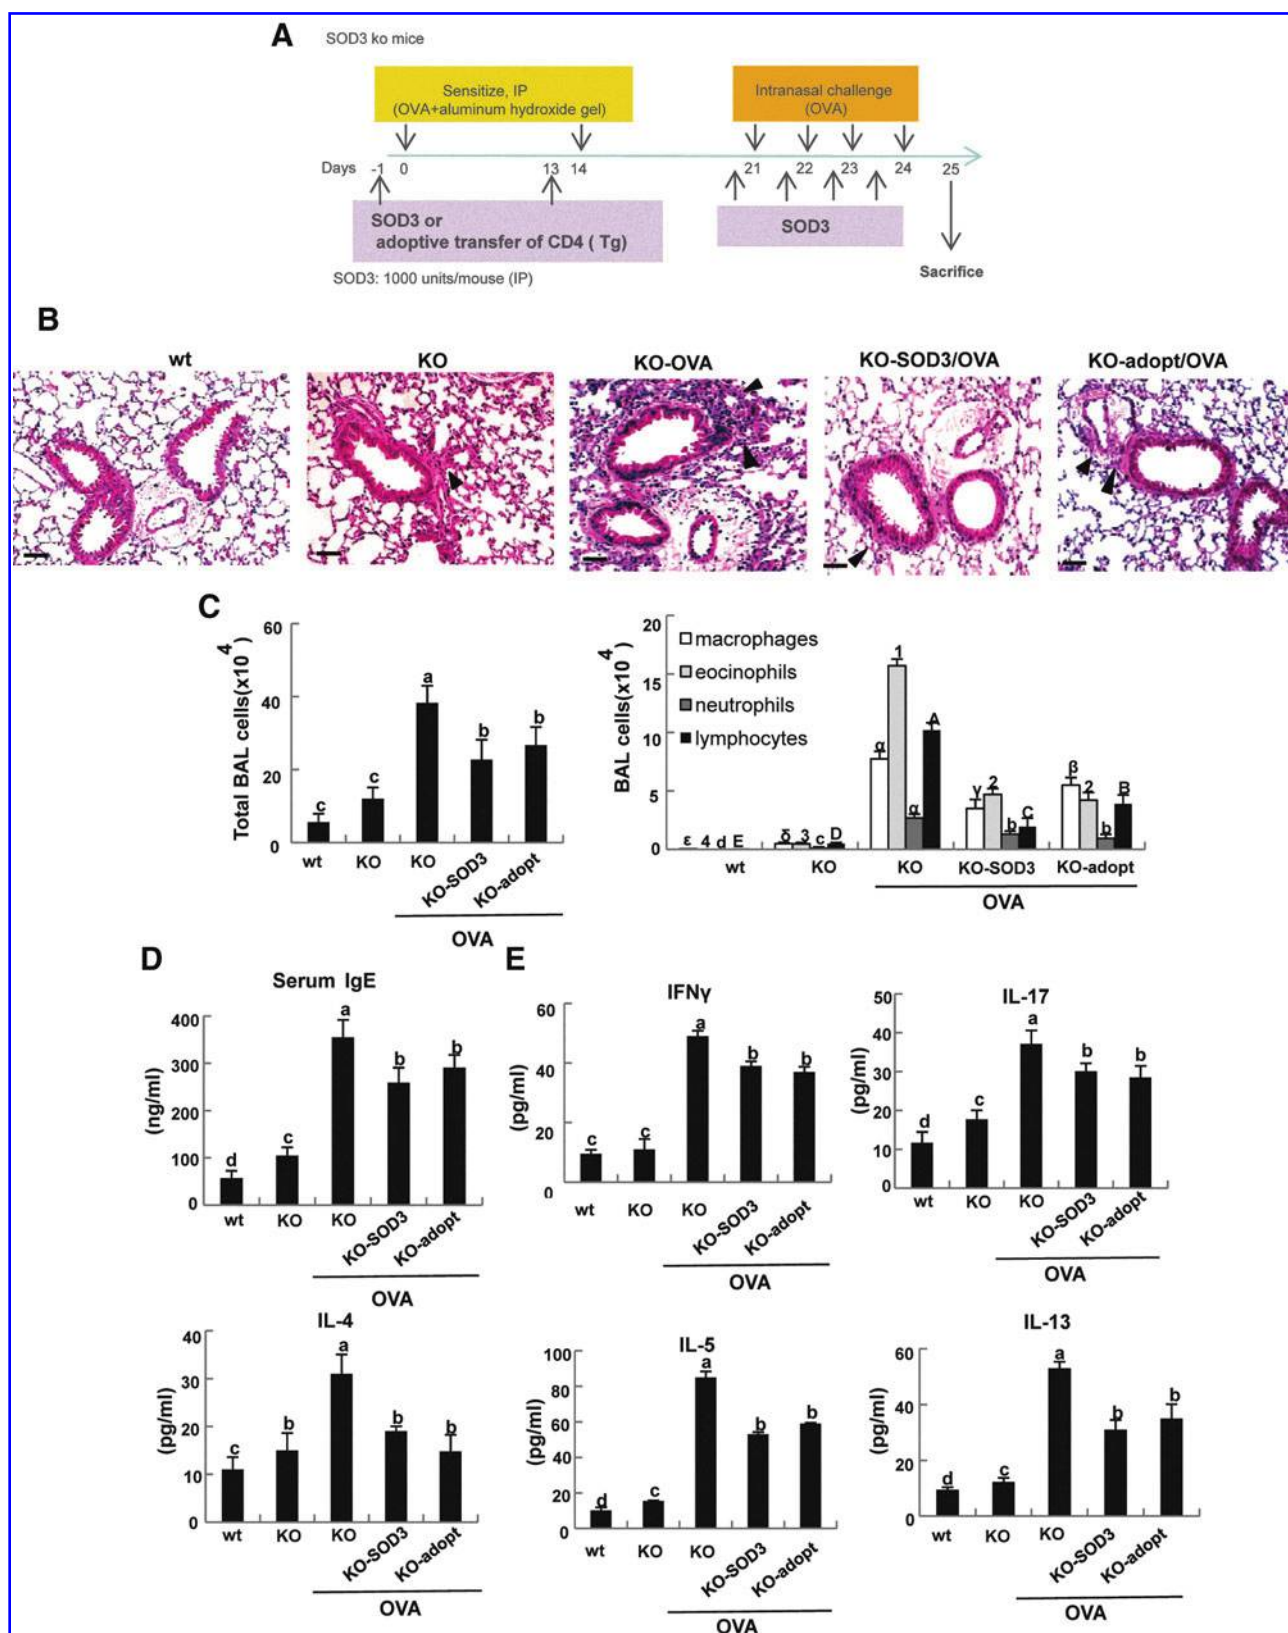 A
SOD3 ko mice
Sensitize, IP
(OVA+aluminum hydroxide gel)
Intranasal challenge
(OVA)
Days
-1 0 13 14 21 22 23 24 25
SOD3 or
adoptive transfer of CD4 ( Tg)
SOD3
Sacrifice
SOD3: 1000 units/mouse (IP)
B
wt
KO
KO-OVA
KO-SOD3/OVA
KO-adopt/OVA
C
Total BAL cells(x10 4)
60
40
20
0
c
c
a
b
b
wt
KO
KO
KO-SOD3
KO-adopt
OVA
BAL cells(x10 4)
20
15
10
5
0
macrophages
eocinophils
neutrophils
lymphocytes
ε 4 d E
δ 3 c D
α 1 α A
γ 2 b C
β 2 b B
wt
KO
KO
KO-SOD3
KO-adopt
OVA
D
Serum IgE
(ng/ml)
400
300
200
100
0
d
c
a
b
b
wt
KO
KO
KO-SOD3
KO-adopt
OVA
E
IFNγ
(pg/ml)
60
40
20
0
c
c
a
b
b
wt
KO
KO
KO-SOD3
KO-adopt
OVA
IL-17
(pg/ml)
50
40
30
20
10
0
d
c
a
b
b
wt
KO
KO
KO-SOD3
KO-adopt
OVA
IL-4
(pg/ml)
40
30
20
10
0
c
b
a
b
b
wt
KO
KO
KO-SOD3
KO-adopt
OVA
IL-5
(pg/ml)
100
80
60
40
20
0
d
c
a
b
b
wt
KO
KO
KO-SOD3
KO-adopt
OVA
IL-13
(pg/ml)
60
40
20
0
d
c
a
b
b
wt
KO
KO
KO-SOD3
KO-adopt
OVA